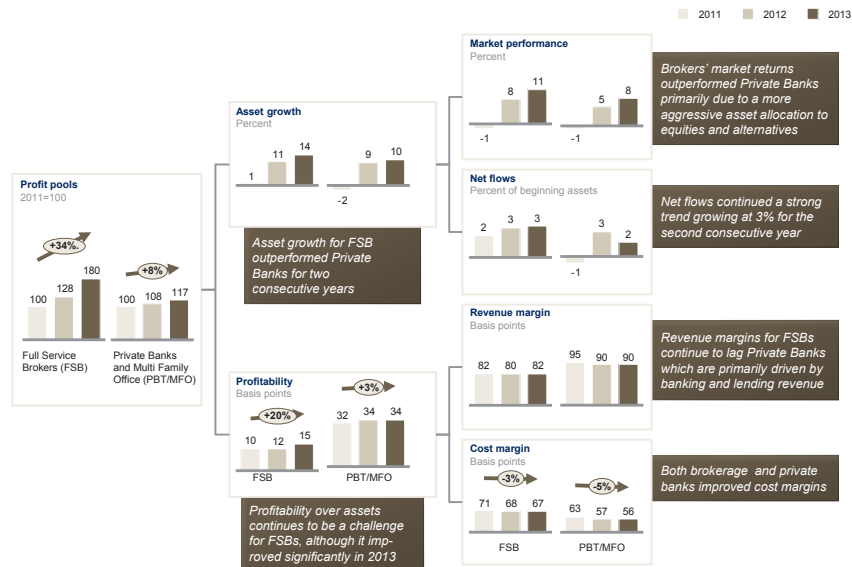 2011 2012 2013
Profit pools
2011=100
+34%.
+8%
100 128 180
100 108 117
Full Service
Brokers (FSB)
Private Banks
and Multi Family
Office (PBT/MFO)
Asset growth
Percent
1 11 14
-2 9 10
Asset growth for FSB
outperformed Private
Banks for two
consecutive years
Profitability
Basis points
+20%
+3%
10 12 15
32 34 34
FSB
PBT/MFO
Profitability over assets
continues to be a challenge
for FSBs, although it imp-
roved significantly in 2013
Market performance
Percent
-1 8 11
-1 5 8
Brokers' market returns
outperformed Private Banks
primarily due to a more
aggressive asset allocation to
equities and alternatives
Net flows
Percent of beginning assets
2 3 3
-1 3 2
Net flows continued a strong
trend growing at 3% for the
second consecutive year
Revenue margin
Basis points
82 80 82
95 90 90
Revenue margins for FSBs
continue to lag Private Banks
which are primarily driven by
banking and lending revenue
Cost margin
Basis points
-3%
-5%
71 68 67
63 57 56
FSB
PBT/MFO
Both brokerage and private
banks improved cost margins